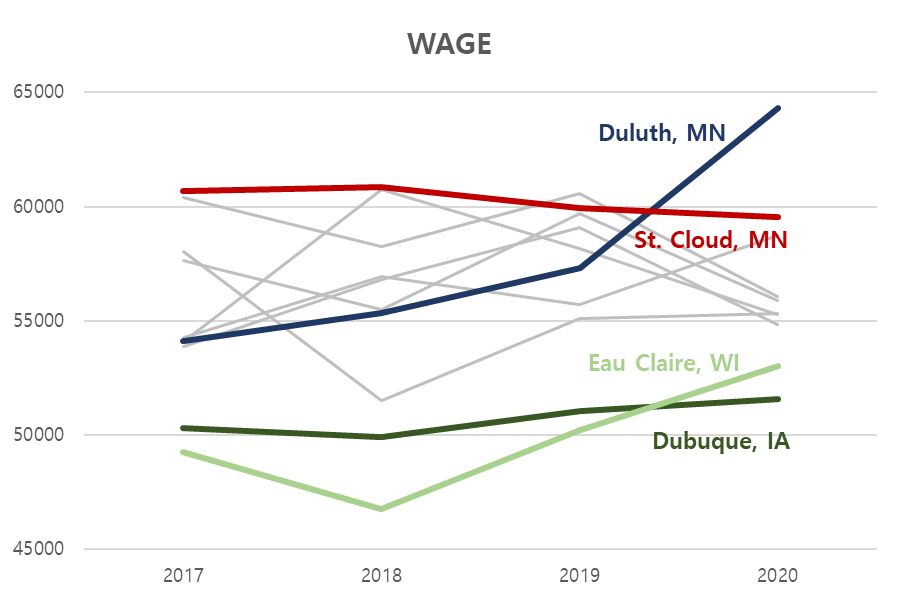 WAGE
65000
Duluth, MN
60000
St. Cloud, MN
55000
Eau Claire, WI
50000
Dubuque, IA
45000
2017 2018 2019 2020